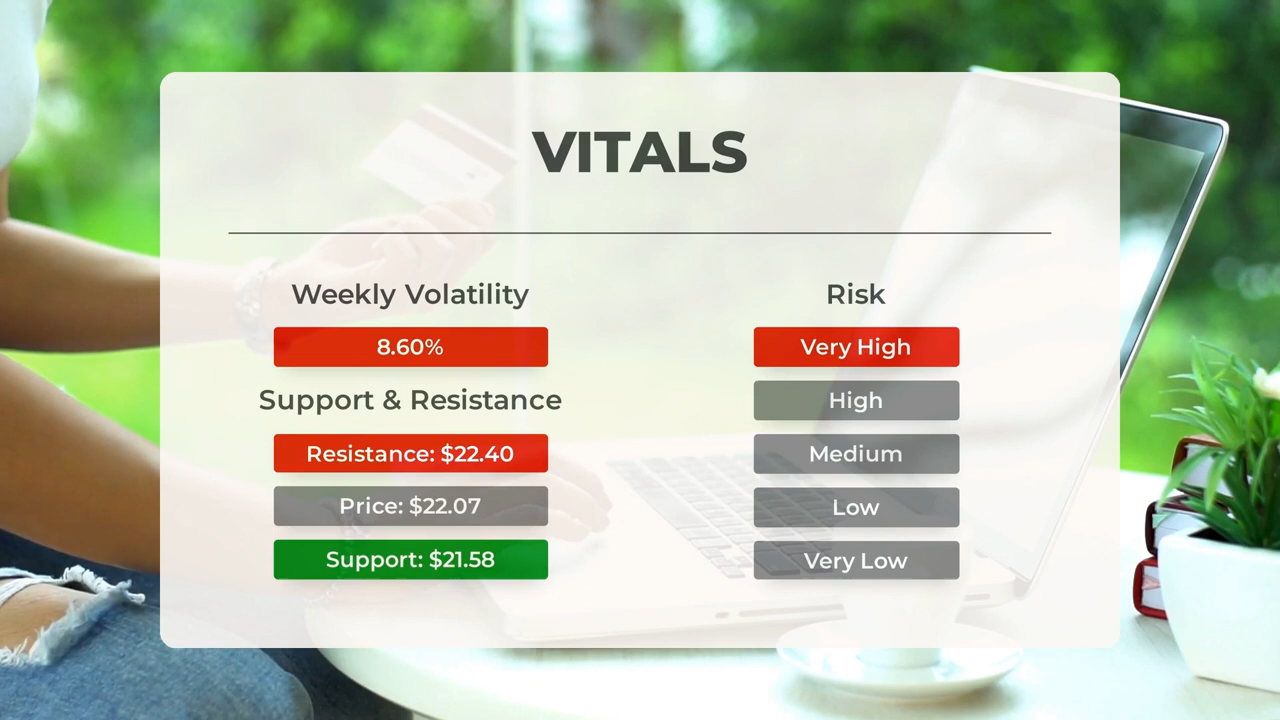 VITALS
Weekly Volatility
8.60%
Support & Resistance
Resistance: $22.40
Price: $22.07
Support: $21.58
Risk
Very High
High
Medium
Low
Very Low